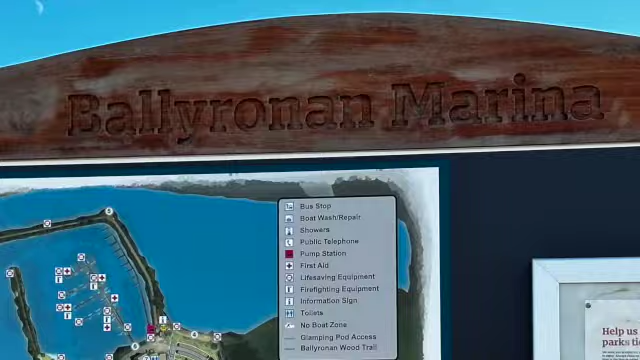 Ballyronan Marina
Bus Stop
Boat Wash/Repair
Showers
Public Telephone
Pump Station
First Aid
Lifesaving Equipment
Firefighting Equipment
Information Sign
Toilets
No Boat Zone
Glamping Pod Access
Ballyronan Wood Trail
Help us
parks